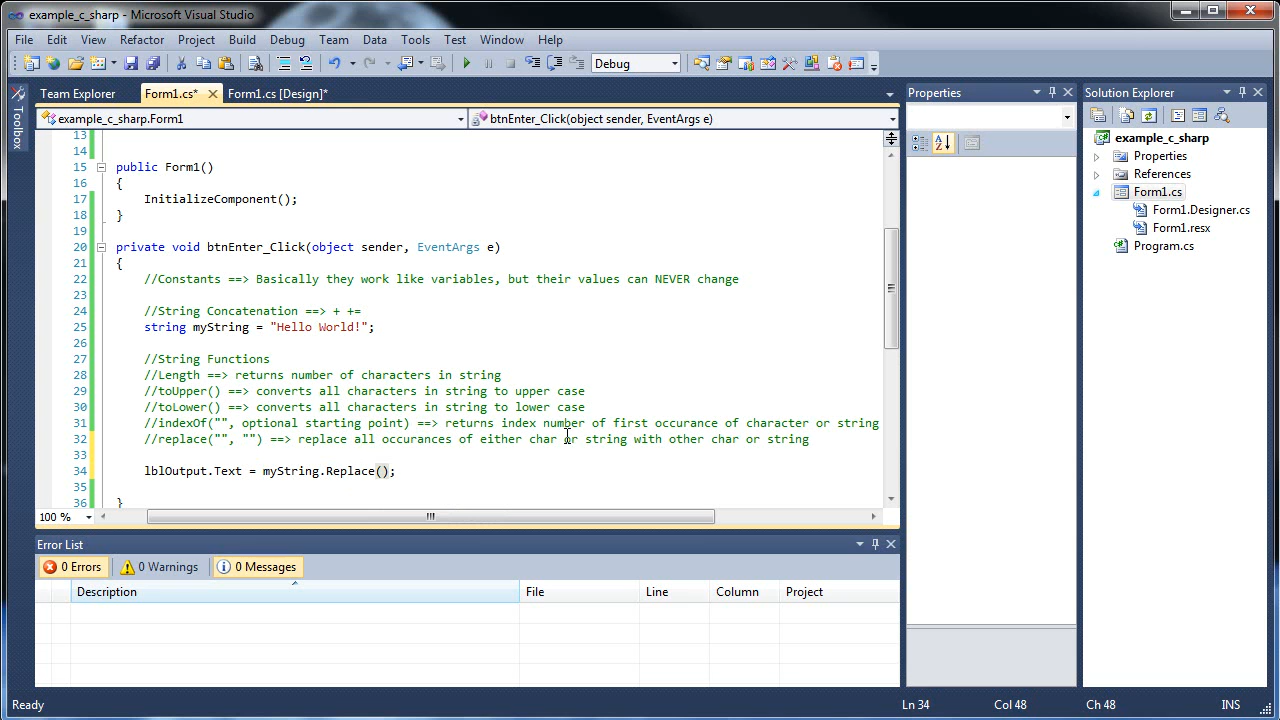 example_c_sharp - Microsoft Visual Studio
File Edit View Refactor Project Build Debug Team Data Tools Test Window Help
Debug
Toolbox
Team Explorer Form1.cs* Form1.cs [Design]*
example_c_sharp.Form1 btnEnter_Click(object sender, EventArgs e)
13
14
15 public Form1()
16 {
17 InitializeComponent();
18 }
19
20 private void btnEnter_Click(object sender, EventArgs e)
21 {
22 //Constants ==> Basically they work like variables, but their values can NEVER change
23
24 //String Concatenation ==> + +=
25 string myString = "Hello World!";
26
27 //String Functions
28 //Length ==> returns number of characters in string
29 //toUpper() ==> converts all characters in string to upper case
30 //toLower() ==> converts all characters in string to lower case
31 //indexOf("", optional starting point) ==> returns index number of first occurance of character or string
32 //replace("", "") ==> replace all occurances of either char or string with other char or string
33
34 lblOutput.Text = myString.Replace();
35
36 }
100 %
Error List
0 Errors 0 Warnings 0 Messages
Description File Line Column Project
Properties
Solution Explorer
example_c_sharp
Properties
References
Form1.cs
Form1.Designer.cs
Form1.resx
Program.cs
Ready Ln 34 Col 48 Ch 48 INS